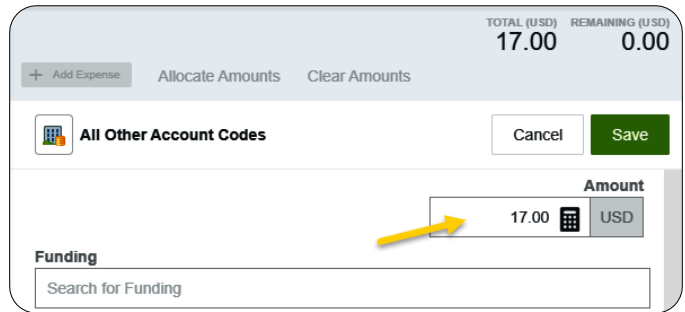 TOTAL (USD) REMAINING (USD)
17.00 0.00
+ Add Expense Allocate Amounts Clear Amounts
All Other Account Codes Cancel Save
Amount
17.00 USD
Funding
Search for Funding